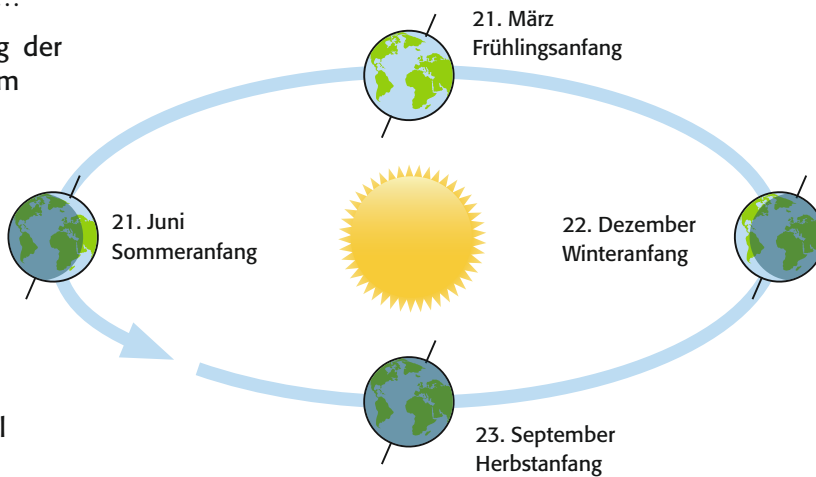 …
der
21. März
Frühlingsanfang
21. Juni
Sommeranfang
22. Dezember
Winteranfang
23. September
Herbstanfang